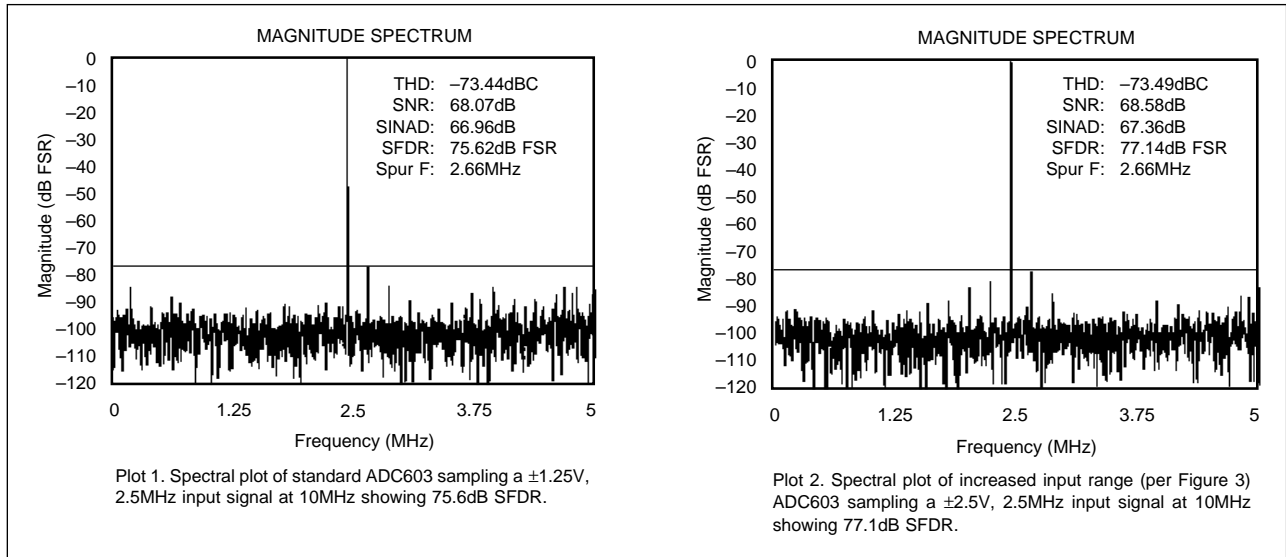 MAGNITUDE SPECTRUM
0
–10
–20
–30
–40
–50
–60
–70
–80
–90
–100
–110
–120
Magnitude (dB FSR)
THD: –73.44dBC
SNR: 68.07dB
SINAD: 66.96dB
SFDR: 75.62dB FSR
Spur F: 2.66MHz
0 1.25 2.5 3.75 5
Frequency (MHz)
Plot 1. Spectral plot of standard ADC603 sampling a ±1.25V,
2.5MHz input signal at 10MHz showing 75.6dB SFDR.
MAGNITUDE SPECTRUM
0
–10
–20
–30
–40
–50
–60
–70
–80
–90
–100
–110
–120
Magnitude (dB FSR)
THD: –73.49dBC
SNR: 68.58dB
SINAD: 67.36dB
SFDR: 77.14dB FSR
Spur F: 2.66MHz
0 1.25 2.5 3.75 5
Frequency (MHz)
Plot 2. Spectral plot of increased input range (per Figure 3)
ADC603 sampling a ±2.5V, 2.5MHz input signal at 10MHz
showing 77.1dB SFDR.